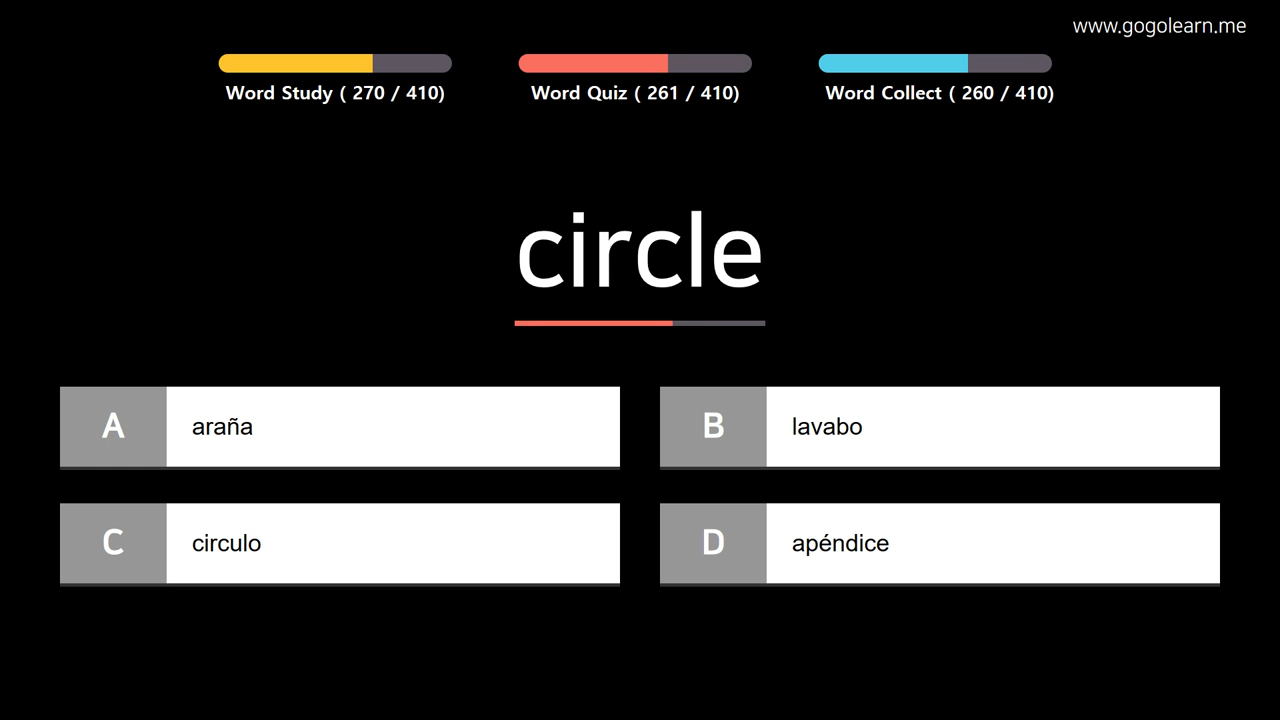 www.gogolearn.me
Word Study ( 270 / 410)
Word Quiz ( 261 / 410)
Word Collect ( 260 / 410)
circle
A araña
B lavabo
C circulo
D apéndice